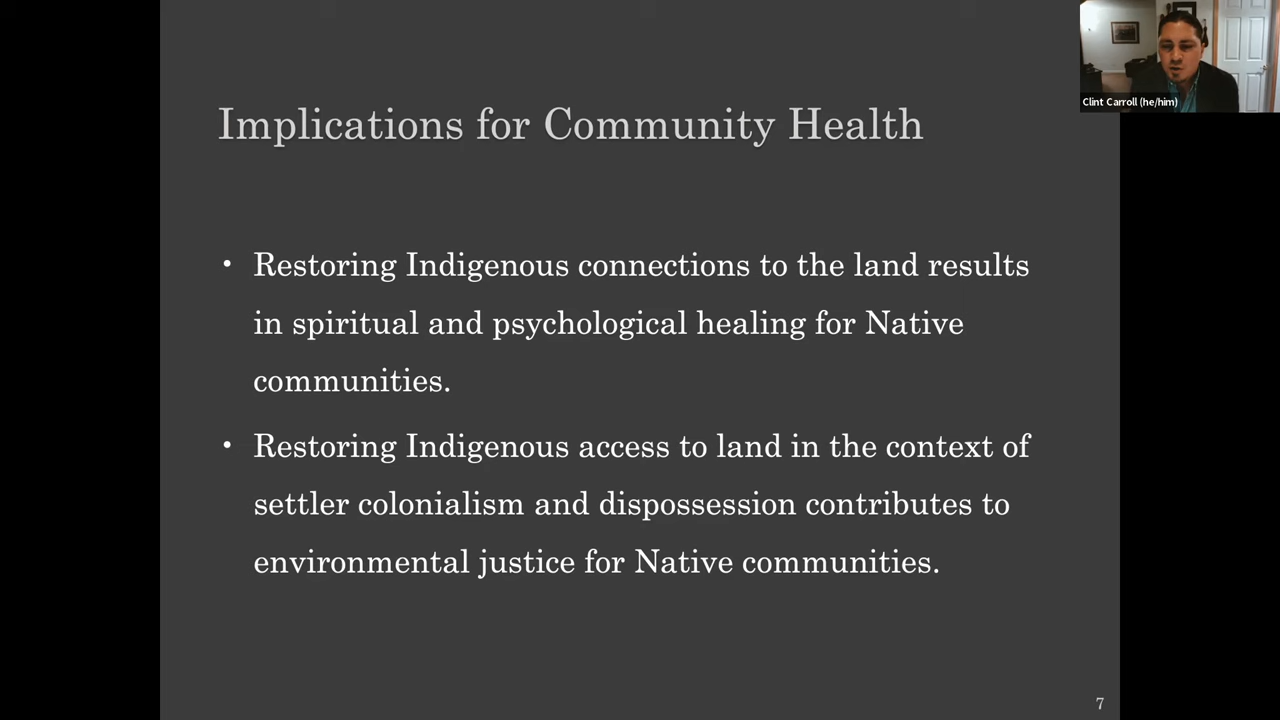 Clint Carroll (he/him)
Implications for Community Health
• Restoring Indigenous connections to the land results
in spiritual and psychological healing for Native
communities.
• Restoring Indigenous access to land in the context of
settler colonialism and dispossession contributes to
environmental justice for Native communities.
7